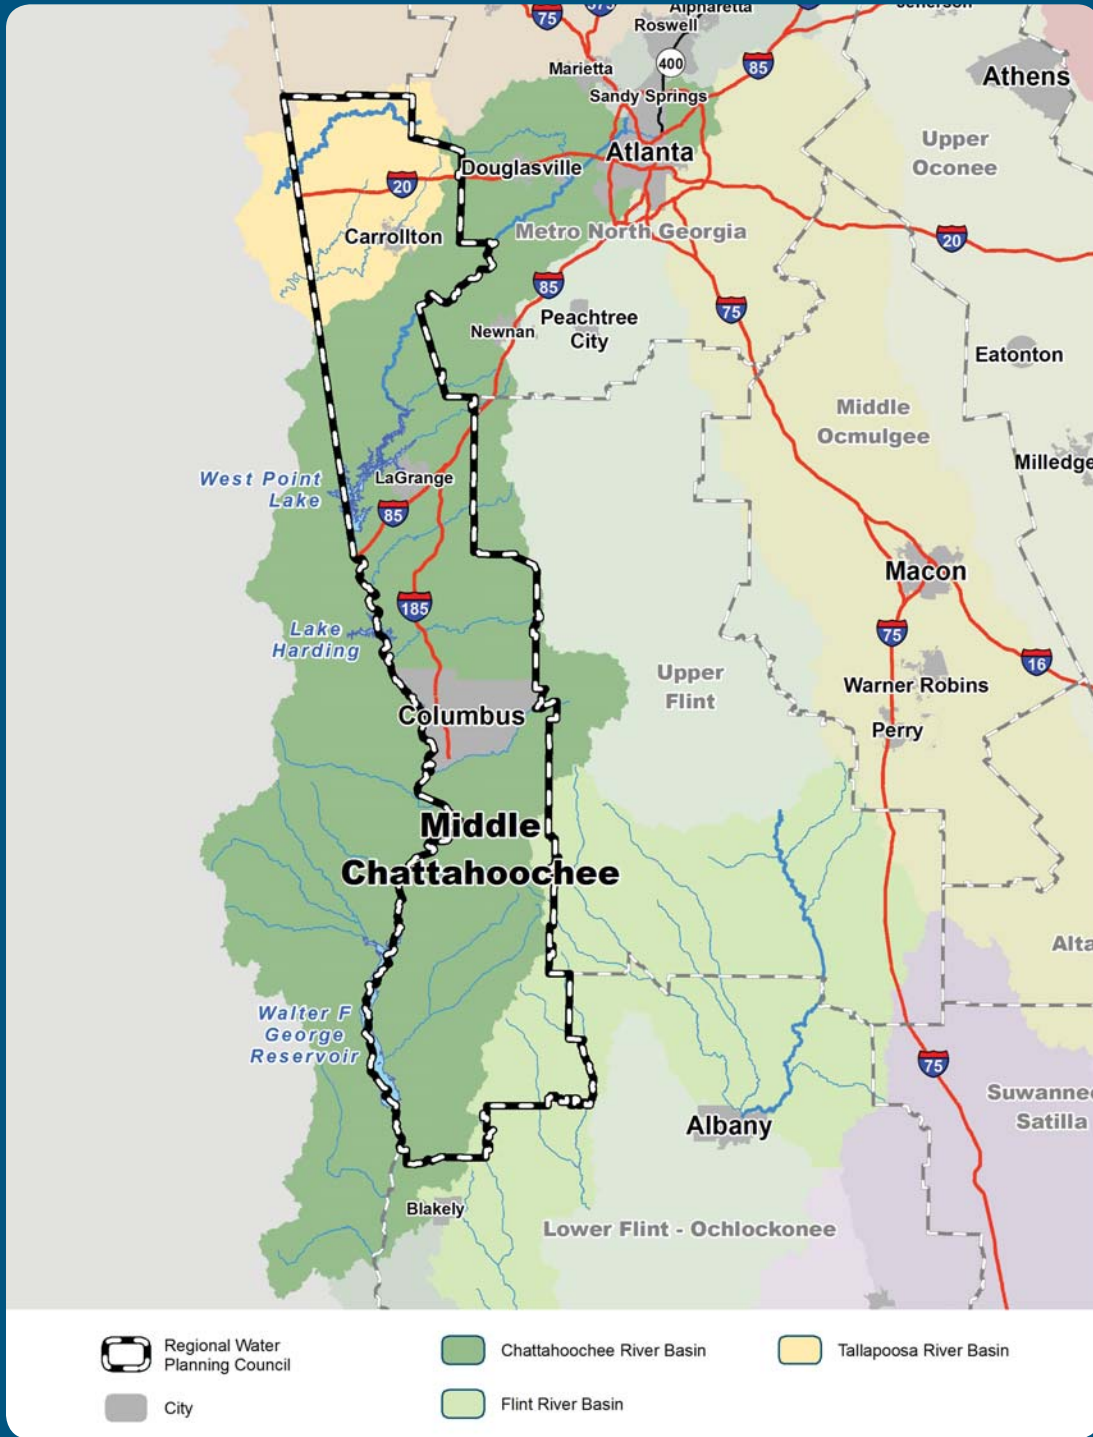 75
575
Alpharetta
Jefferson
Roswell
Marietta
400
85
Sandy Springs
Athens
Atlanta
Upper
Oconee
Douglasville
20
Carrollton
Metro North Georgia
20
85
75
Peachtree
City
Newnan
Eatonton
Middle
Ocmulgee
Milledge
West Point
Lake
LaGrange
85
Macon
185
75
Lake
Harding
16
Upper
Flint
Warner Robins
Columbus
Perry
Middle
Chattahoochee
Alta
Walter F
George
Reservoir
75
Suwannee
Satilla
Albany
Blakely
Lower Flint - Ochlockonee
Regional Water
Planning Council
City
Chattahoochee River Basin
Flint River Basin
Tallapoosa River Basin